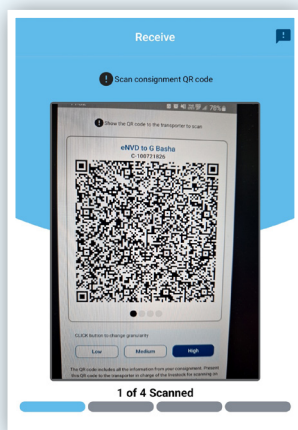 Receive
Scan consignment QR code
78%
Show the QR code to the transporter to scan
eNVD to G Basha
C-100771826
CLICK button to change granularity
Low
Medium
High
The QR code includes all the information from your consignment. Present
this QR code to the transporter in charge of the livestock for scanning on
1 of 4 Scanned